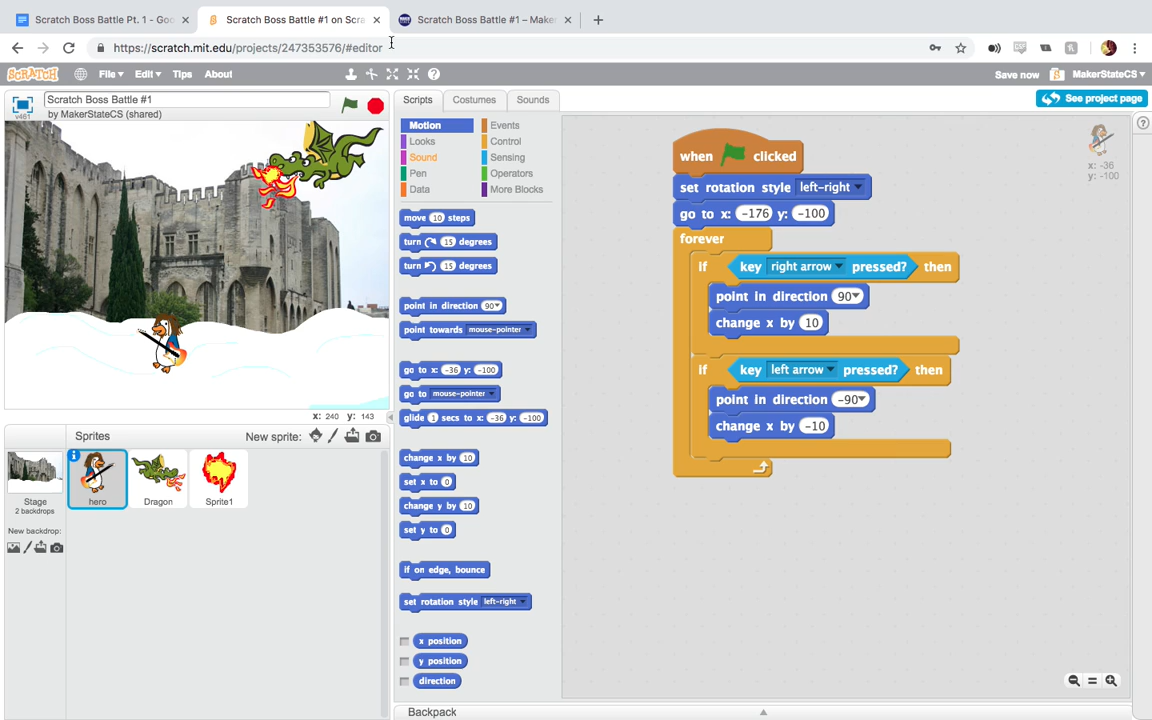 Scratch Boss Battle Pt. 1 - Goo
Scratch Boss Battle #1 on Scra
Scratch Boss Battle #1 – Make
https://scratch.mit.edu/projects/247353576/#editor
SCRATCH
File
Edit
Tips
About
Save now
MakerStateCS
v461
Scratch Boss Battle #1
by MakerStateCS (shared)
Scripts
Costumes
Sounds
See project page
Motion
Looks
Sound
Pen
Data
Events
Control
Sensing
Operators
More Blocks
move 10 steps
turn 15 degrees
turn 15 degrees
point in direction 90
point towards mouse-pointer
go to x: -36 y: -100
go to mouse-pointer
glide 1 secs to x: -36 y: -100
change x by 10
set x to 0
change y by 10
set y to 0
if on edge, bounce
set rotation style left-right
x position
y position
direction
when clicked
set rotation style left-right
go to x: -176 y: -100
forever
if key right arrow pressed? then
point in direction 90
change x by 10
if key left arrow pressed? then
point in direction -90
change x by -10
x: -36
y: -100
x: 240 y: 143
Sprites
New sprite:
Stage
2 backdrops
New backdrop:
hero
Dragon
Sprite1
Backpack